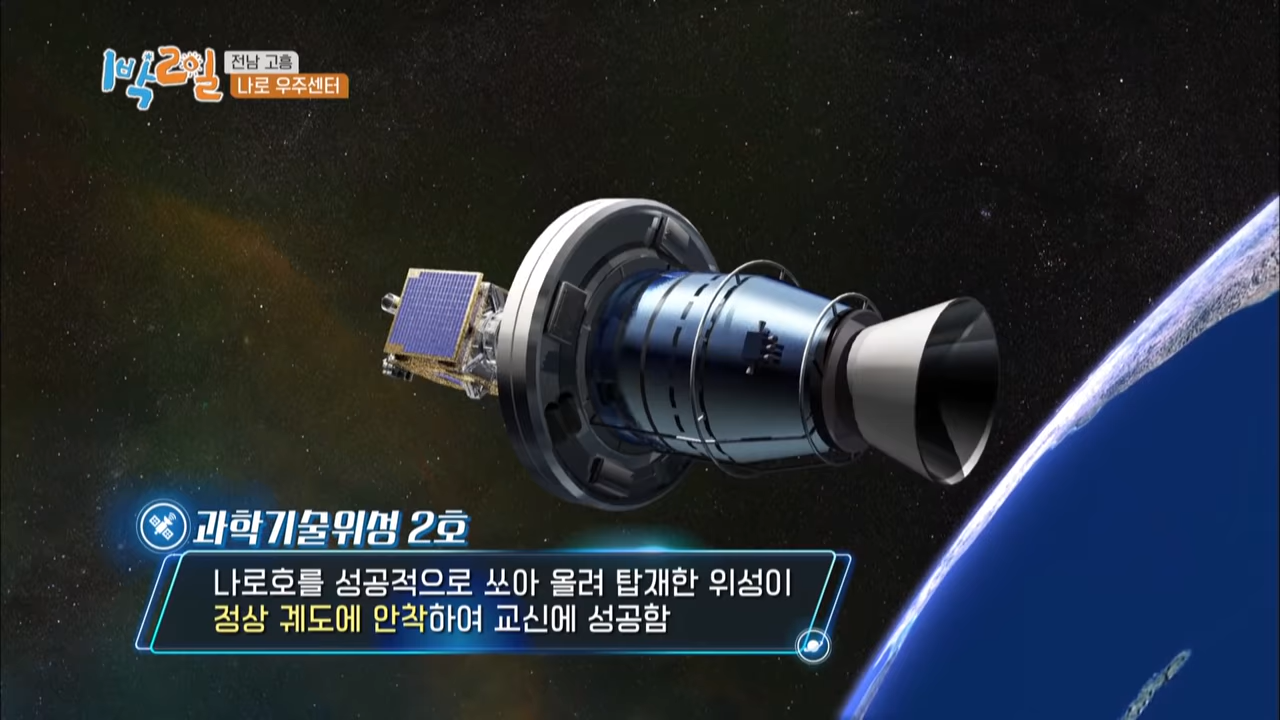 1박2일
전남 고흥
나로 우주센터
과학기술위성 2호
나로호를 성공적으로 쏘아 올려 탑재한 위성이
정상 궤도에 안착하여 교신에 성공함